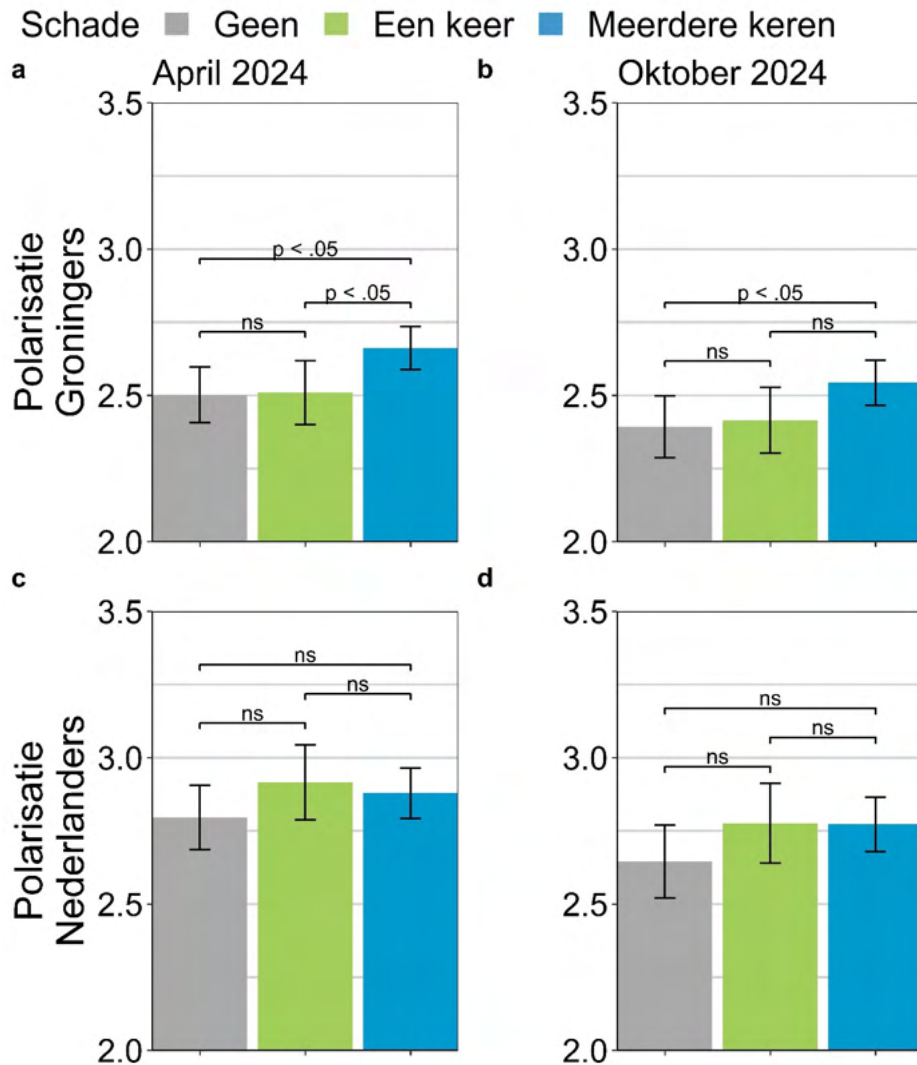 Schade Geen Een keer Meerdere keren
a April 2024
Polarisatie
Groningers
3.5
3.0
2.5
2.0
p < .05
p < .05
ns
b Oktober 2024
3.5
3.0
2.5
2.0
p < .05
ns
ns
c
Polarisatie
Nederlanders
3.5
3.0
2.5
2.0
ns
ns
ns
d
3.5
3.0
2.5
2.0
ns
ns
ns